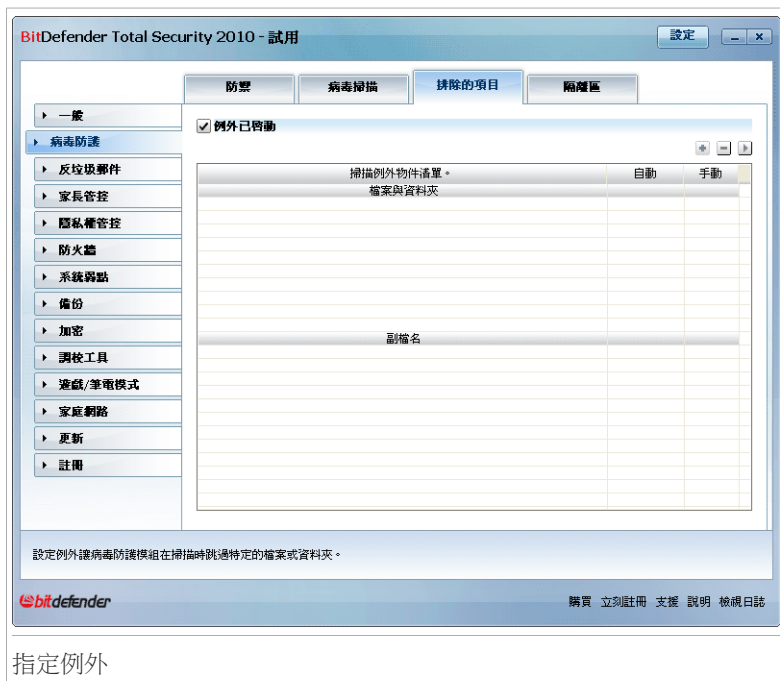 BitDefender Total Security 2010 - 試用
設定
防禦
病毒掃描
排除的項目
隔離區
一般
病毒防護
反垃圾郵件
家長管控
隱私權管控
防火牆
系統弱點
備份
加密
調校工具
遊戲/筆電模式
家庭網路
更新
註冊
例外已啓動
掃描例外物件清單。 自動 手動
檔案與資料夾
副檔名
設定例外讓病毒防護模組在掃描時跳過特定的檔案或資料夾。
bitdefender
購買 立刻註冊 支援 說明 檢視日誌
指定例外